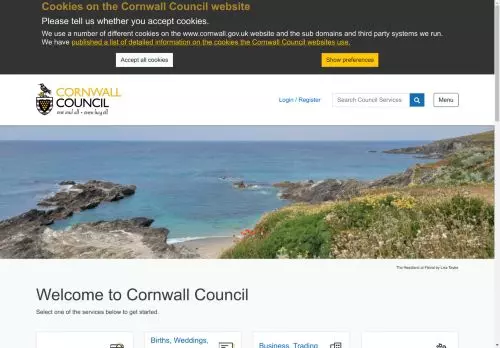 Cookies on the Cornwall Council website
Please tell us whether you accept cookies.
We use a number of different cookies on the www.cornwall.gov.uk website and the sub domains and third party systems we run.
We have published a list of detailed information on the cookies the Cornwall Council websites use.
Accept all cookies
Show preferences
CORNWALL
COUNCIL
one and all • onen hag oll
Login / Register
Search Council Services
Menu
The Headland at Pental by Lisa Taylor
Welcome to Cornwall Council
Select one of the services below to get started.
Births, Weddings,
Business, Trading